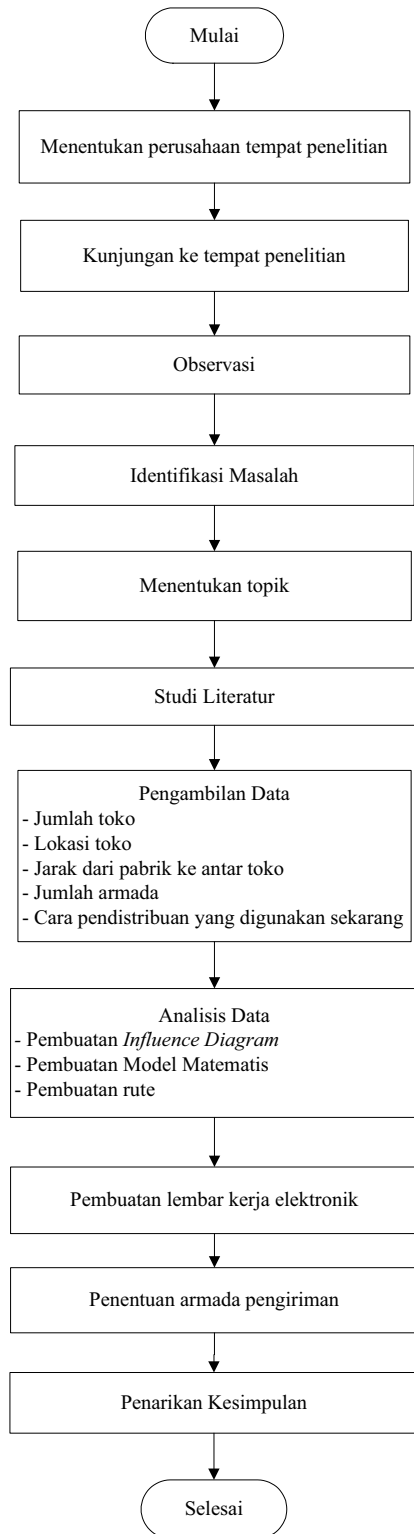 Mulai
Menentukan perusahaan tempat penelitian
Kunjungan ke tempat penelitian
Observasi
Identifikasi Masalah
Menentukan topik
Studi Literatur
Pengambilan Data
- Jumlah toko
- Lokasi toko
- Jarak dari pabrik ke antar toko
- Jumlah armada
- Cara pendistribuan yang digunakan sekarang
Analisis Data
- Pembuatan Influence Diagram
- Pembuatan Model Matematis
- Pembuatan rute
Pembuatan lembar kerja elektronik
Penentuan armada pengiriman
Penarikan Kesimpulan
Selesai